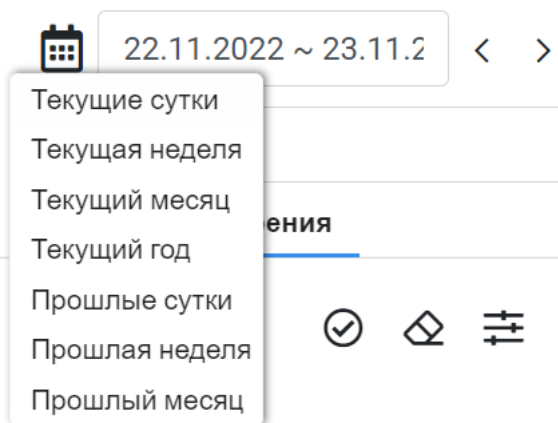 22.11.2022 ~ 23.11.2
Текущие сутки
Текущая неделя
Текущий месяц
ения
Текущий год
Прошлые сутки
Прошлая неделя
Прошлый месяц